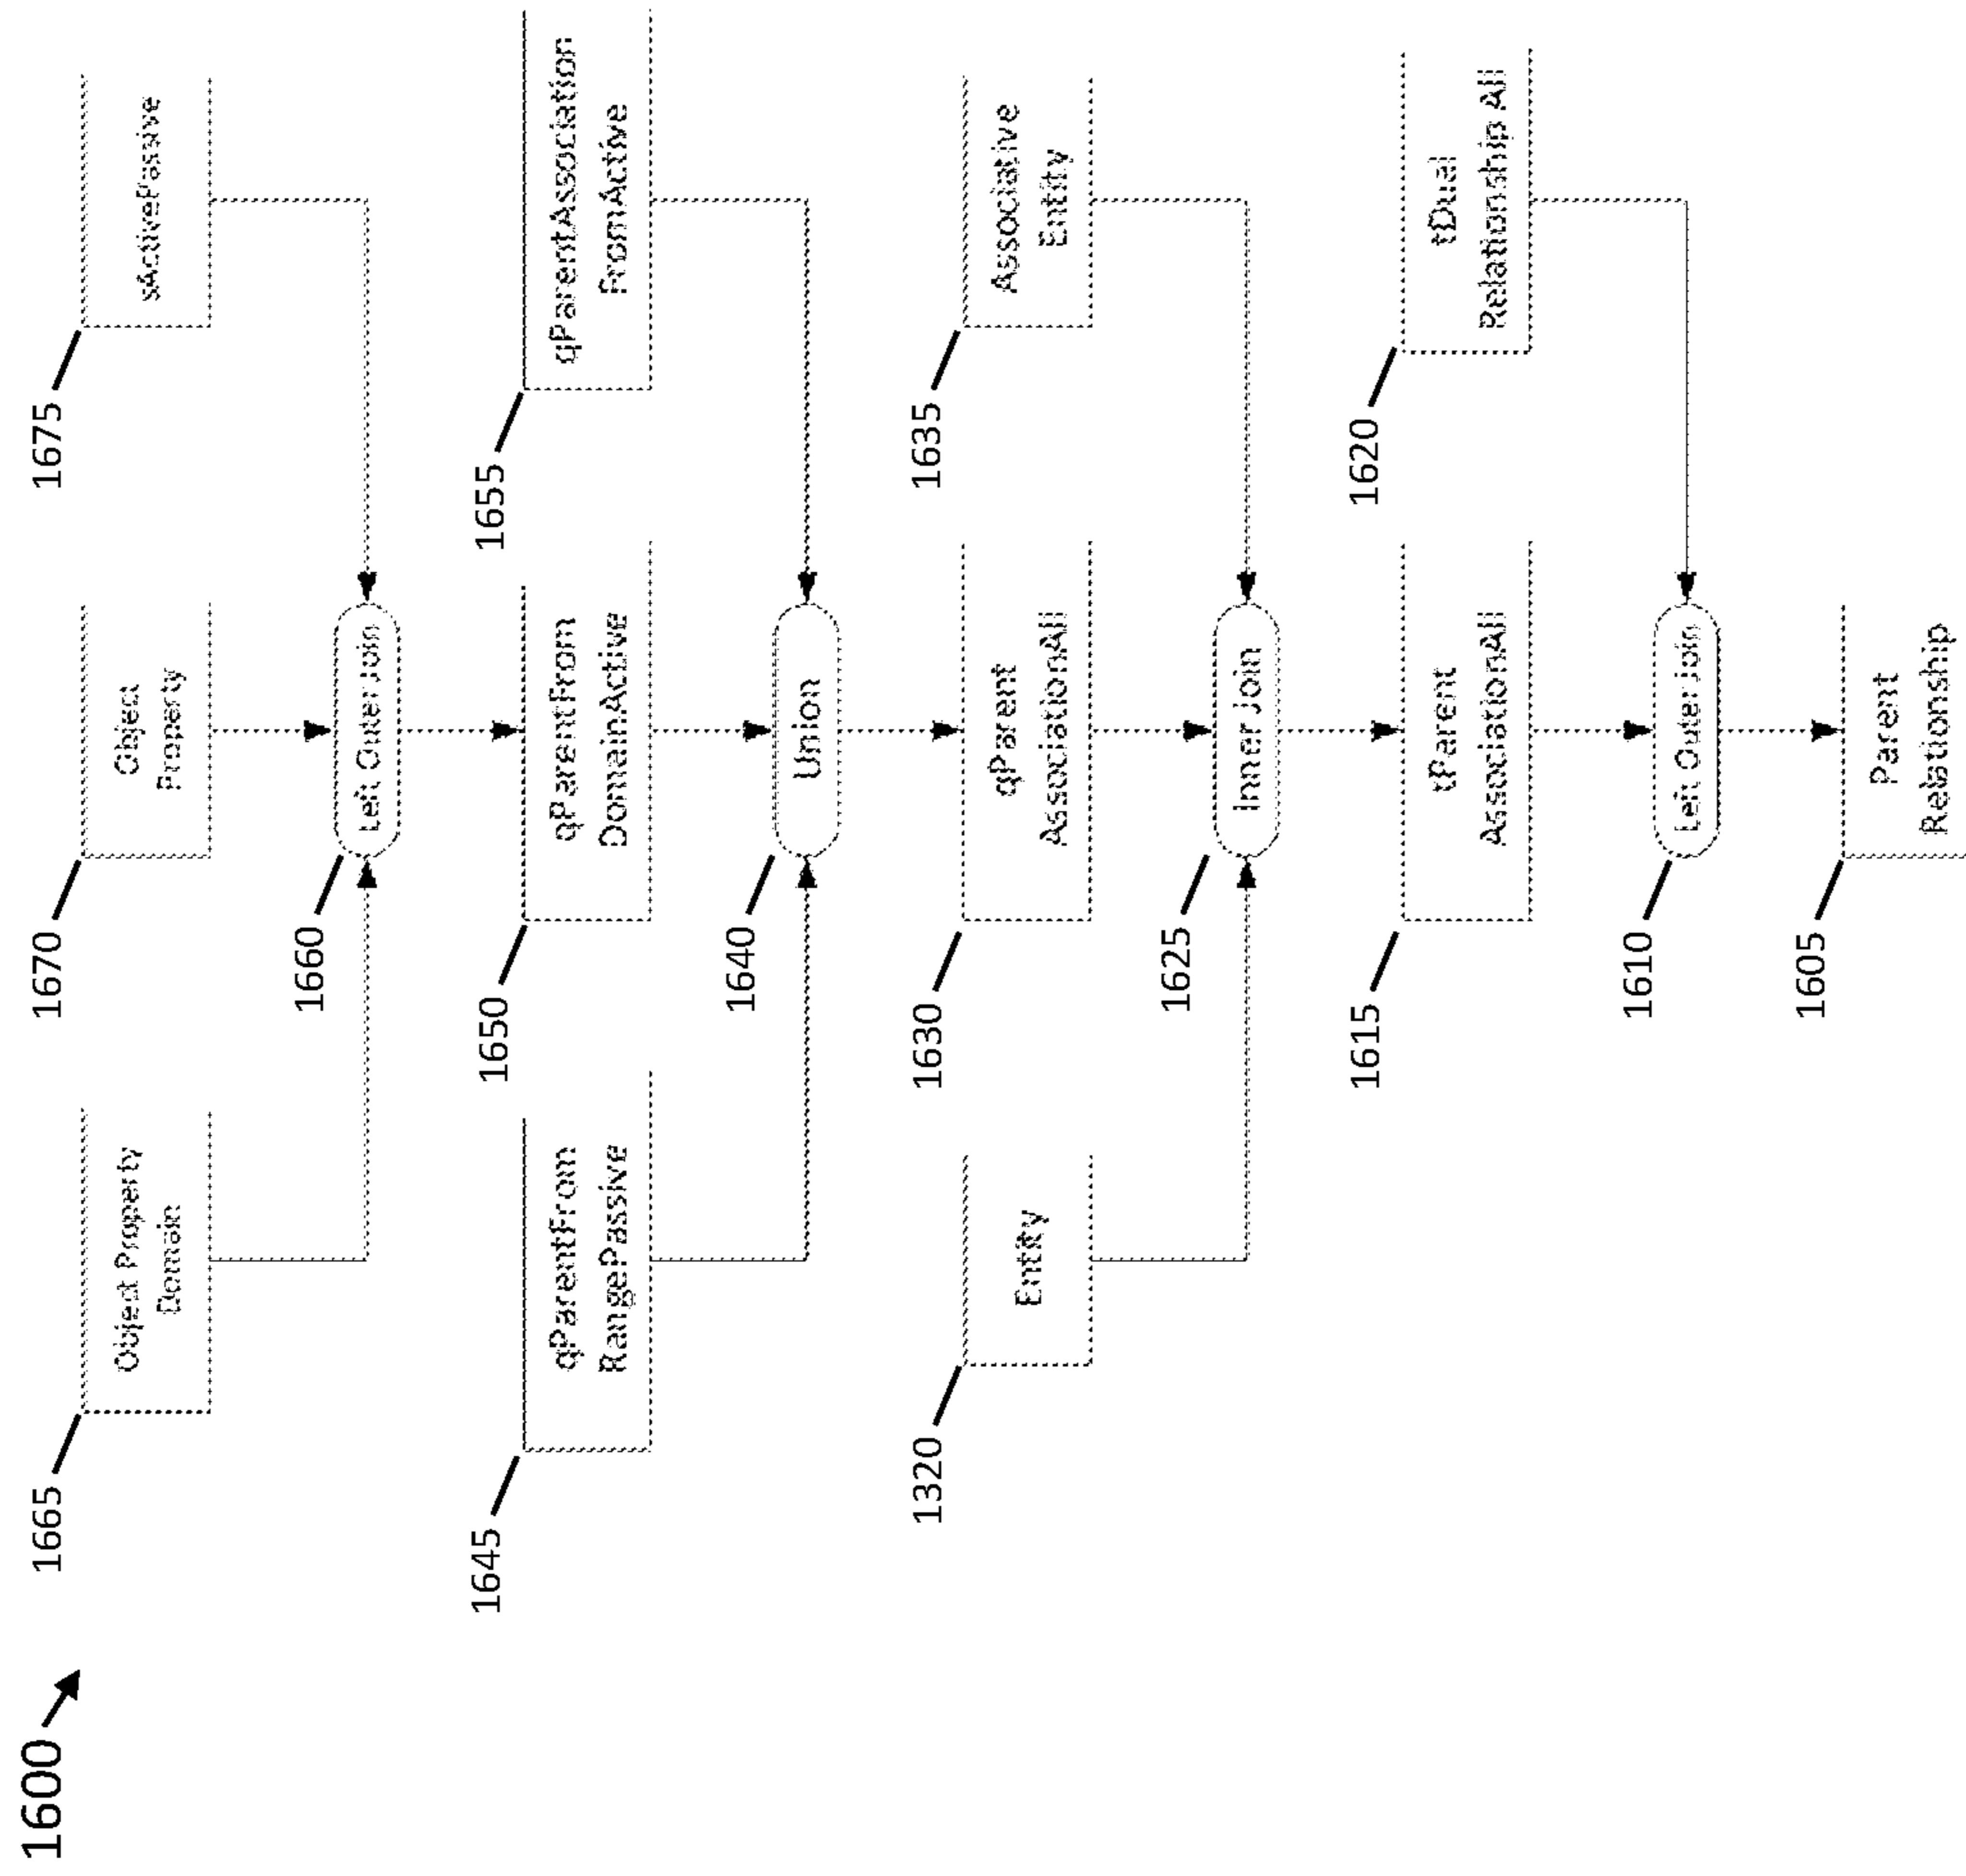 1600
1665
Object Property
Domain
1670
Object
Property
1675
sActivePassive
1660
Left Outer Join
1645
qParentFrom
RangePassive
1650
qParentFrom
DomainActive
1655
qParentAssociation
FromActive
1640
Union
1320
Entity
1630
qParent
AssociationAll
1635
Associative
Entity
1625
Inner Join
1615
tParent
AssociationAll
1620
tDual
Relationship All
1610
Left Outer Join
1605
Parent
Relationship